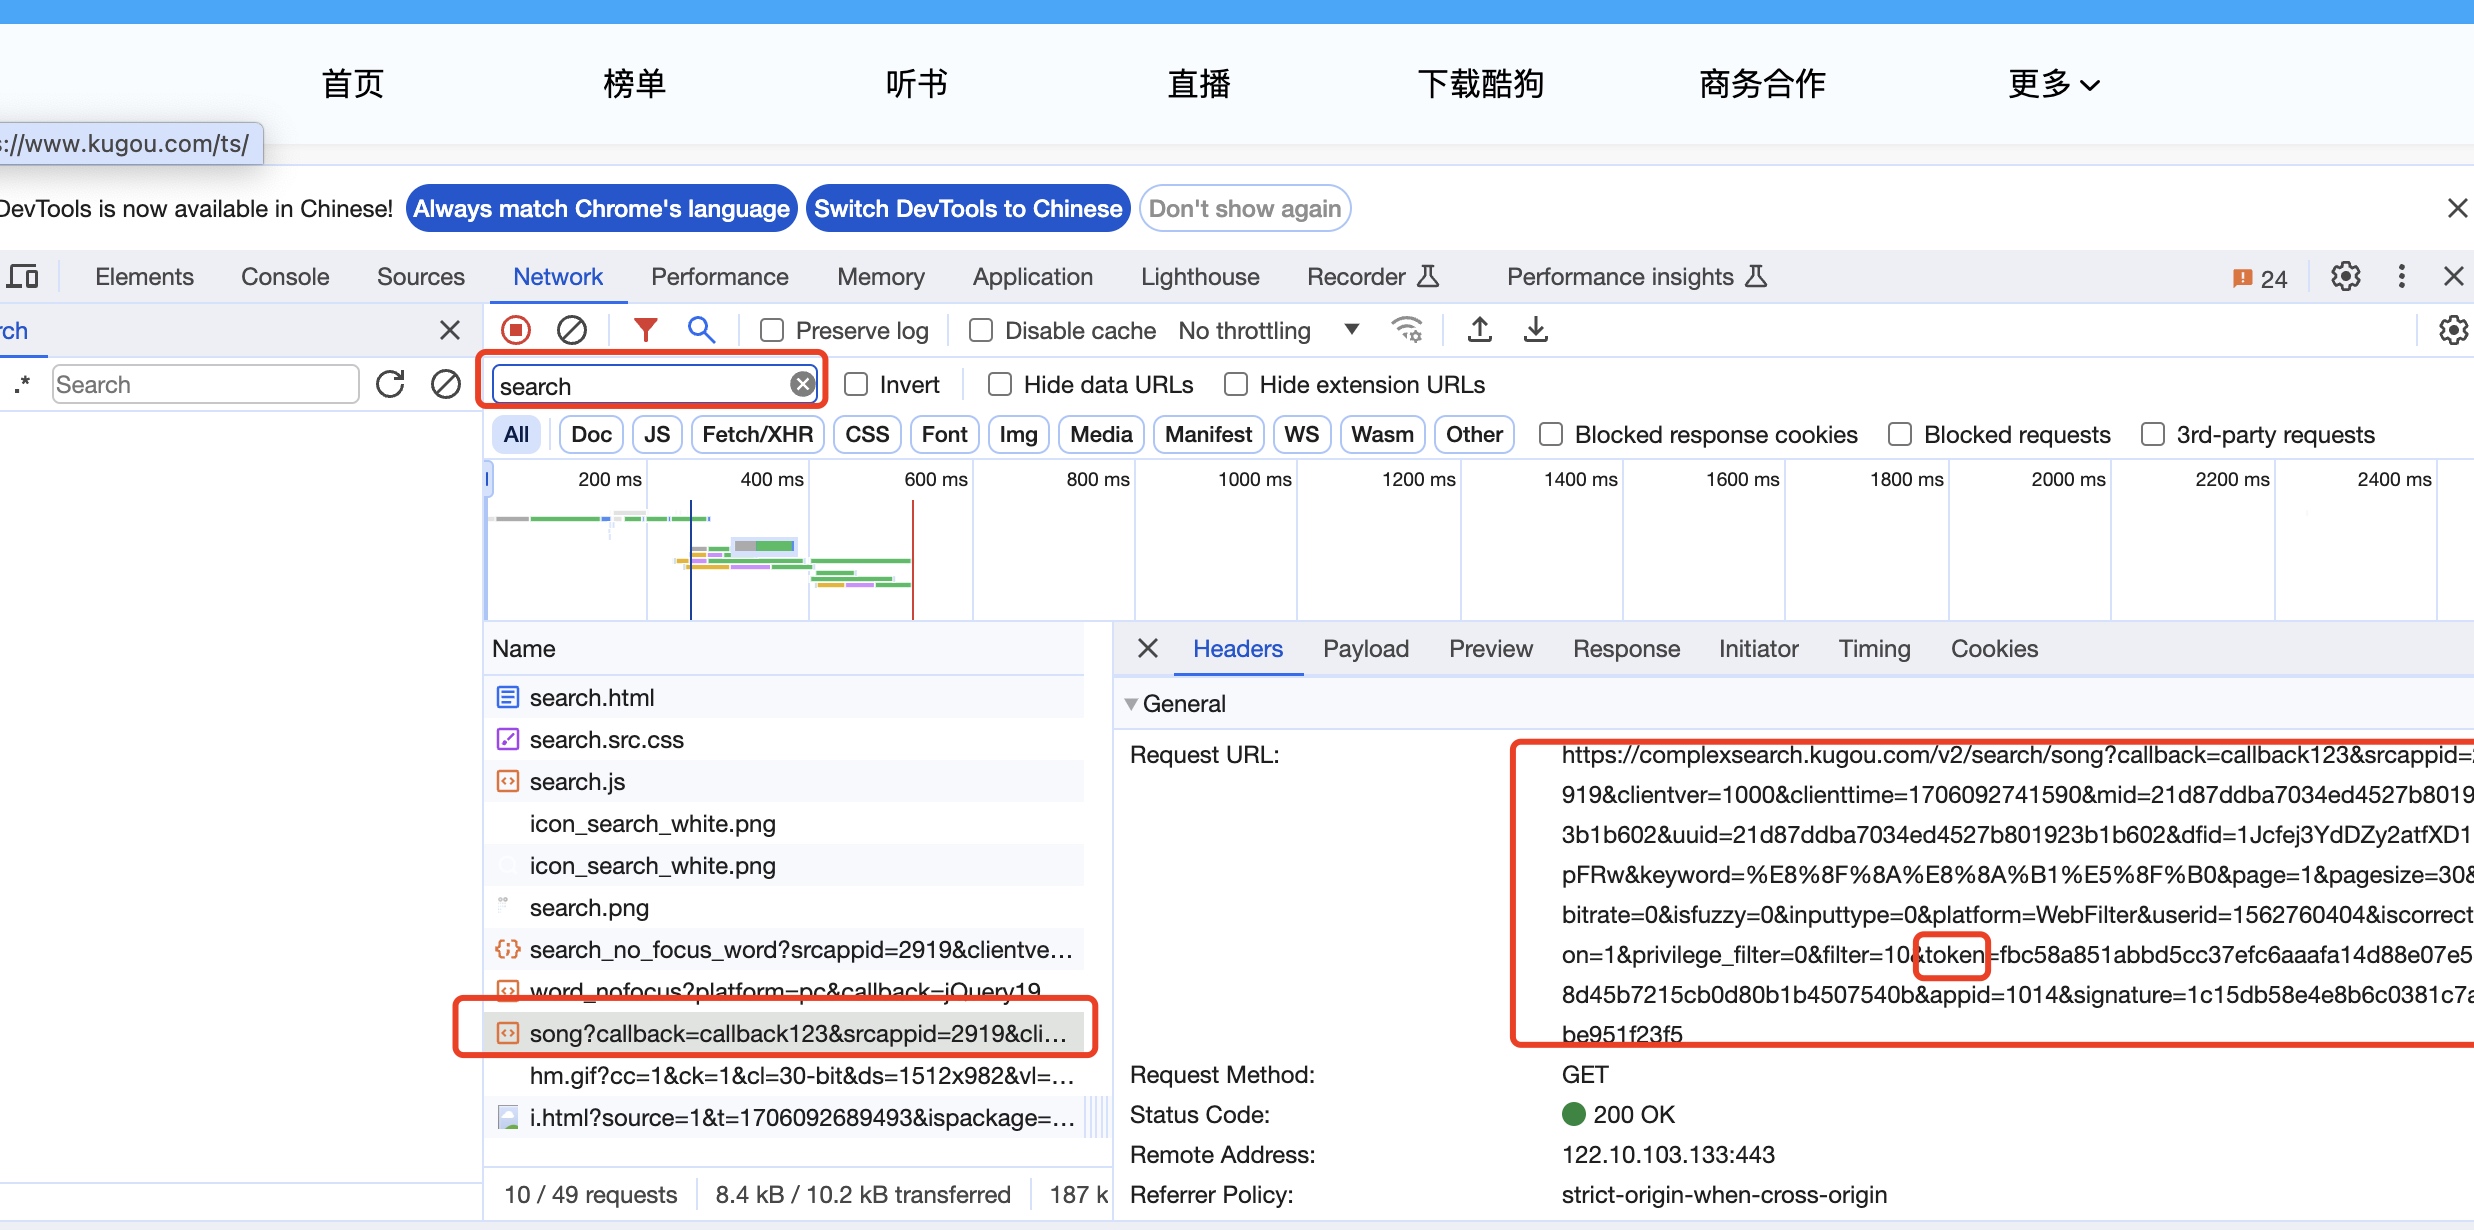 首页 榜单 听书 直播 下载酷狗 商务合作 更多
s://www.kugou.com/ts/
DevTools is now available in Chinese! Always match Chrome's language Switch DevTools to Chinese Don't show again
Elements Console Sources Network Performance Memory Application Lighthouse Recorder Performance insights 24
rch
Preserve log Disable cache No throttling
.* Search
search Invert Hide data URLs Hide extension URLs
All Doc JS Fetch/XHR CSS Font Img Media Manifest WS Wasm Other Blocked response cookies Blocked requests 3rd-party requests
200 ms 400 ms 600 ms 800 ms 1000 ms 1200 ms 1400 ms 1600 ms 1800 ms 2000 ms 2200 ms 2400 ms
Name
search.html
search.src.css
search.js
icon_search_white.png
icon_search_white.png
search.png
search_no_focus_word?srcappid=2919&clientve...
word_nofocus?platform=pc&callback=jQuery19
song?callback=callback123&srcappid=2919&cli...
hm.gif?cc=1&ck=1&cl=30-bit&ds=1512x982&vl=...
i.html?source=1&t=1706092689493&ispackage=...
10 / 49 requests 8.4 kB / 10.2 kB transferred 187 k
Headers Payload Preview Response Initiator Timing Cookies
General
Request URL:
https://complexsearch.kugou.com/v2/search/song?callback=callback123&srcappid=2
919&clientver=1000&clienttime=1706092741590&mid=21d87ddba7034ed4527b8019
3b1b602&uuid=21d87ddba7034ed4527b801923b1b602&dfid=1Jcfej3YdDZy2atfXD1
pFRw&keyword=%E8%8F%8A%E8%8A%B1%E5%8F%B0&page=1&pagesize=30&
bitrate=0&isfuzzy=0&inputtype=0&platform=WebFilter&userid=1562760404&iscorrect
on=1&privilege_filter=0&filter=10&token=fbc58a851abbd5cc37efc6aaafa14d88e07e5
8d45b7215cb0d80b1b4507540b&appid=1014&signature=1c15db58e4e8b6c0381c7a
be951f23f5
Request Method: GET
Status Code: 200 OK
Remote Address: 122.10.103.133:443
Referrer Policy: strict-origin-when-cross-origin